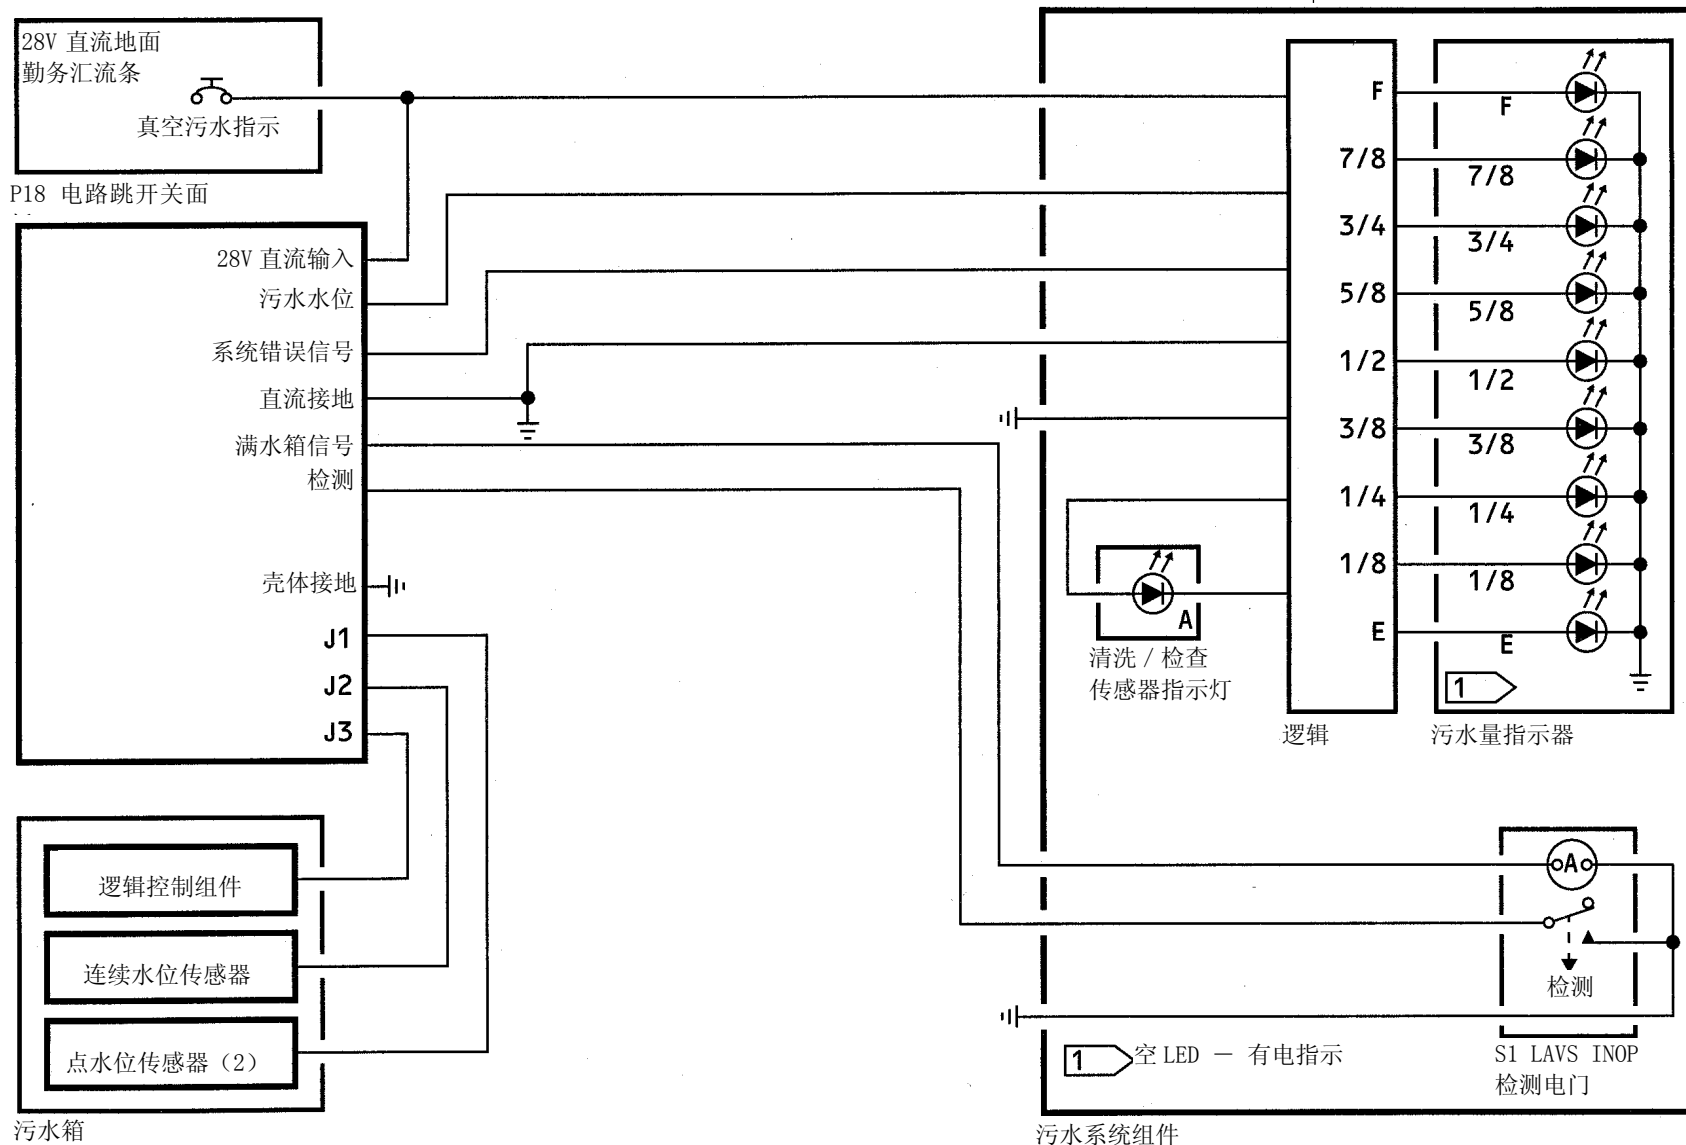 28V 直流地面
勤务汇流条
真空污水指示
P18 电路跳开关面
28V 直流输入
污水水位
系统错误信号
直流接地
满水箱信号
检测
壳体接地
J1
J2
J3
逻辑控制组件
连续水位传感器
点水位传感器（2）
污水箱
F
7/8
3/4
5/8
1/2
3/8
1/4
1/8
E
F
7/8
3/4
5/8
1/2
3/8
1/4
1/8
E
1
A
清洗 / 检查
传感器指示灯
逻辑
污水量指示器
A
检测
S1 LAVS INOP
检测电门
1 空 LED － 有电指示
污水系统组件